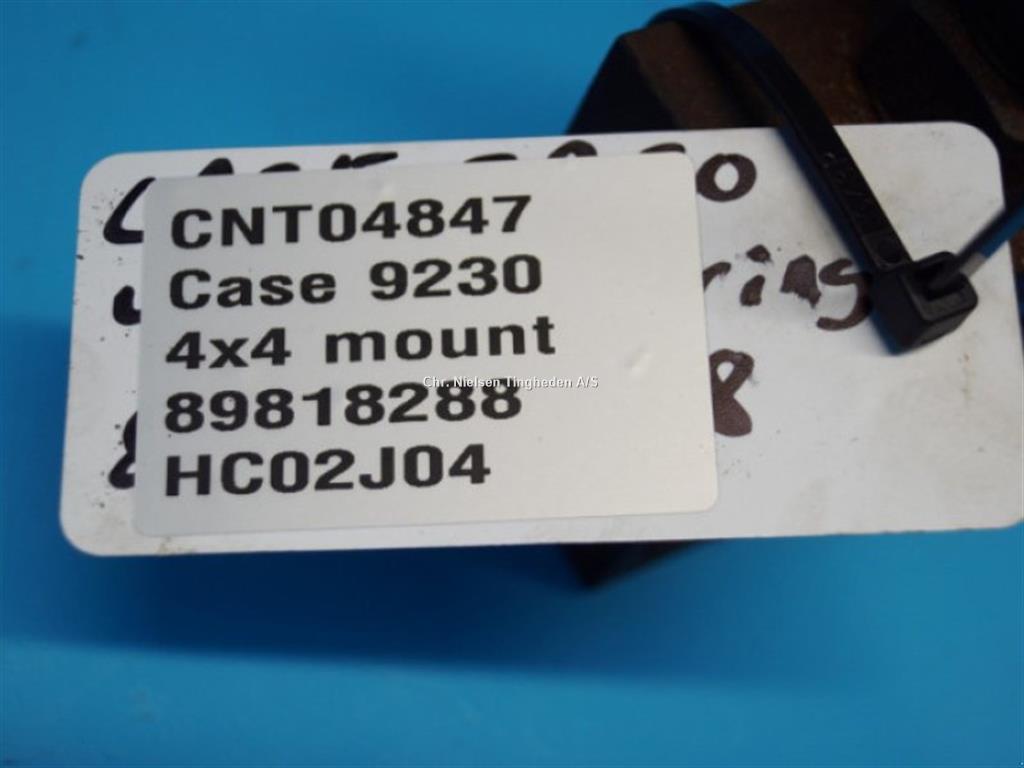 CNT04847
Case 9230
4x4 mount
89818288
HC02J04
Chr. Nielsen Tingheden A/S